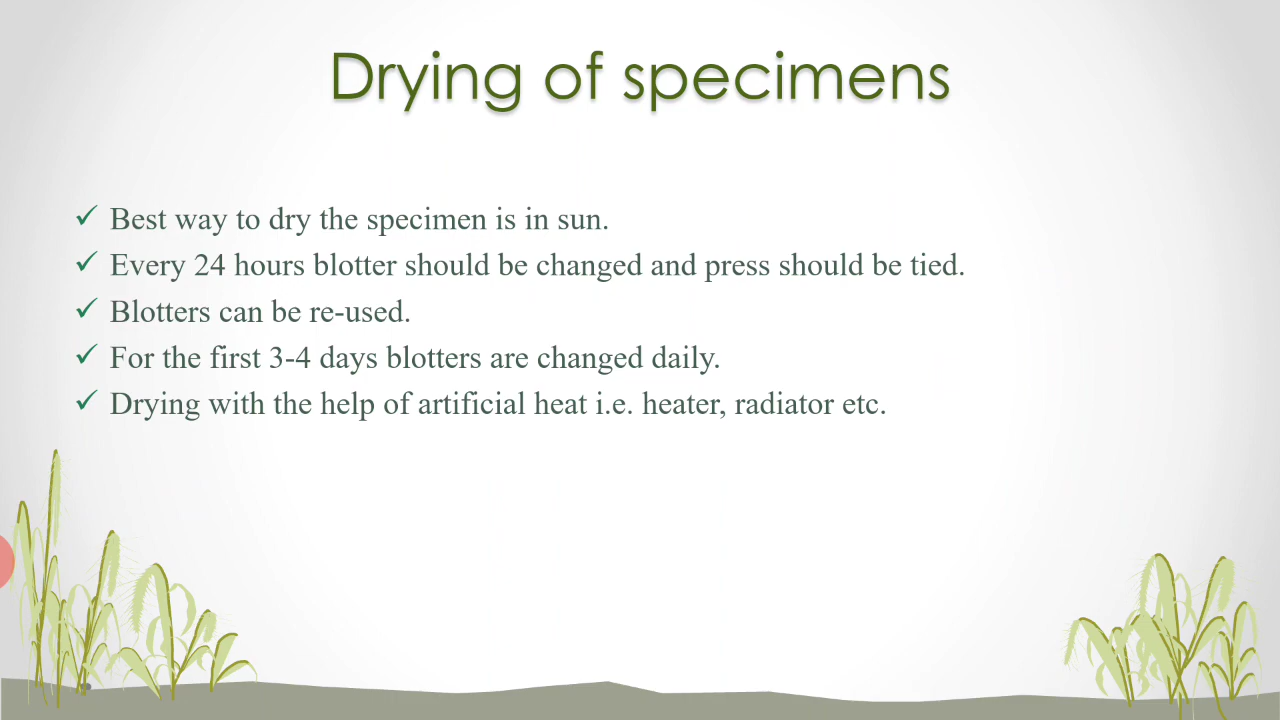 Drying of specimens
✓ Best way to dry the specimen is in sun.
✓ Every 24 hours blotter should be changed and press should be tied.
✓ Blotters can be re-used.
✓ For the first 3-4 days blotters are changed daily.
✓ Drying with the help of artificial heat i.e. heater, radiator etc.